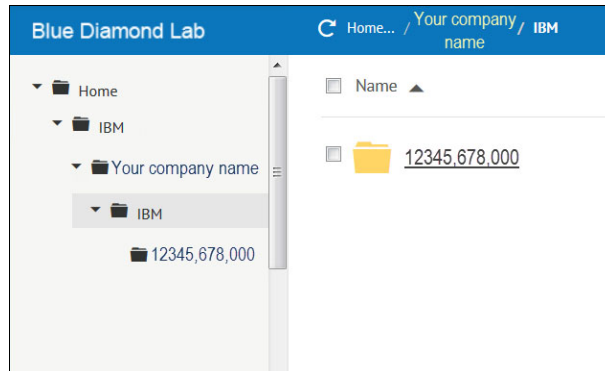 Blue Diamond Lab
Home... / Your company name / IBM
Home
IBM
Your company name
IBM
12345,678,000
Name
12345,678,000